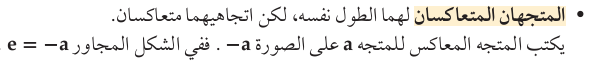 • المتجهان المتعاكسان لهما الطول نفسه، لكن اتجاهيهما متعاكسان.
يكتب المتجه المعاكس للمتجه a على الصورة −a . ففي الشكل المجاور e = −a .